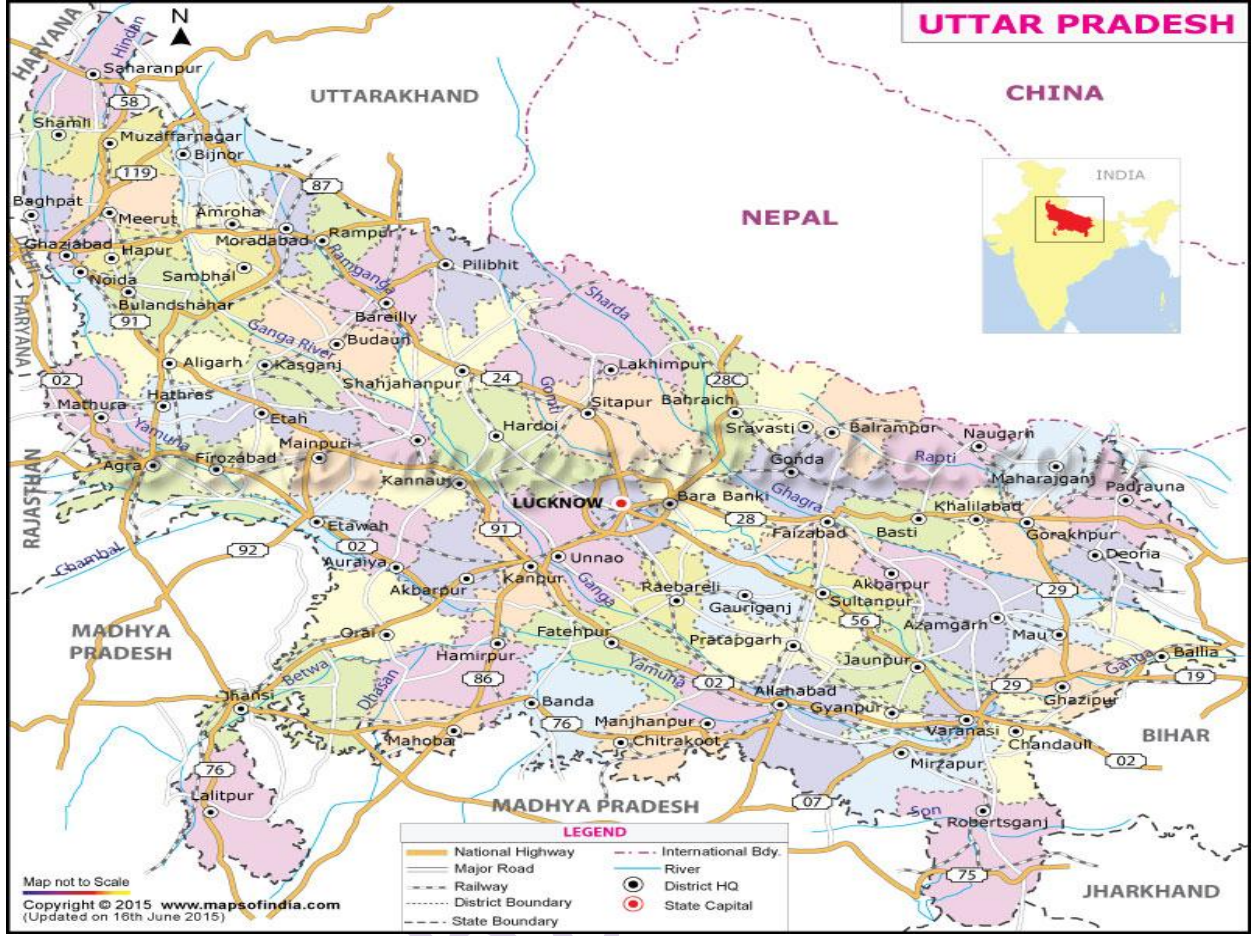 UTTAR PRADESH
N
HARYANA
Hindan
Saharanpur
58
UTTARAKHAND
CHINA
Shamli
Muzaffarnagar
Bijnor
119
87
INDIA
Baghpat
Meerut
Amroha
Moradabad
Rampur
NEPAL
Ghaziabad
Hapur
DELHI
Noida
Sambhal
Ramganga
Pilibhit
Bulandshahar
91
HARYANA
Bareilly
Sharda
Ganga River
Budaun
Aligarh
Kasganj
Shahjahanpur
24
Gomti
Lakhimpur
28C
02
Mathura
Hathras
Etah
Sitapur
Bahraich
Yamuna
Mainpuri
Hardoi
Sravasti
Balrampur
Naugarh
Rapti
Agra
Firozabad
Gonda
Maharajganj
RAJASTHAN
Kannauj
LUCKNOW
Bara Banki
Ghagra
Padrauna
Khalilabad
Etawah
91
28
Faizabad
Basti
Gorakhpur
Chambal
92
02
Auraiya
Unnao
Deoria
Akbarpur
Kanpur
Ganga
Raebareli
Gauriganj
Akbarpur
Sultanpur
29
MADHYA
PRADESH
Orai
Fatehpur
56
Azamgarh
Mau
Hamirpur
Pratapgarh
Jaunpur
Ganga
Ballia
Betwa
Dhasan
86
Yamuna
02
29
19
Jhansi
Banda
Allahabad
Gyanpur
Ghazipur
Mahoba
76
Manjhanpur
Varanasi
Chitrakoot
Chandauli
BIHAR
02
76
Mirzapur
Lalitpur
MADHYA PRADESH
07
Son
Robertsganj
75
JHARKHAND
LEGEND
National Highway
Major Road
Railway
District Boundary
State Boundary
International Bdy.
River
District HQ
State Capital
Map not to Scale
Copyright © 2015 www.mapsofindia.com
(Updated on 16th June 2015)